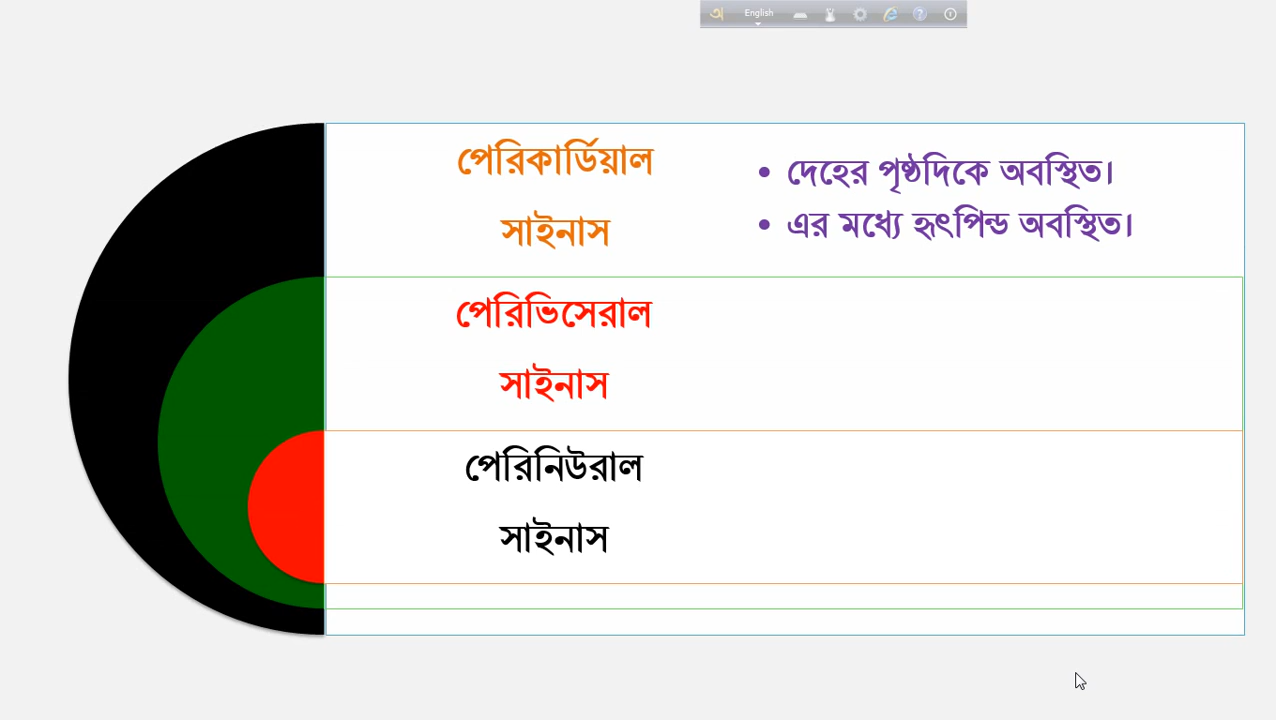 English
পেরিকার্ডিয়াল
সাইনাস
• দেহের পৃষ্ঠদিকে অবস্থিত।
• এর মধ্যে হৃৎপিন্ড অবস্থিত।
পেরিভিসেরাল
সাইনাস
পেরিনিউরাল
সাইনাস